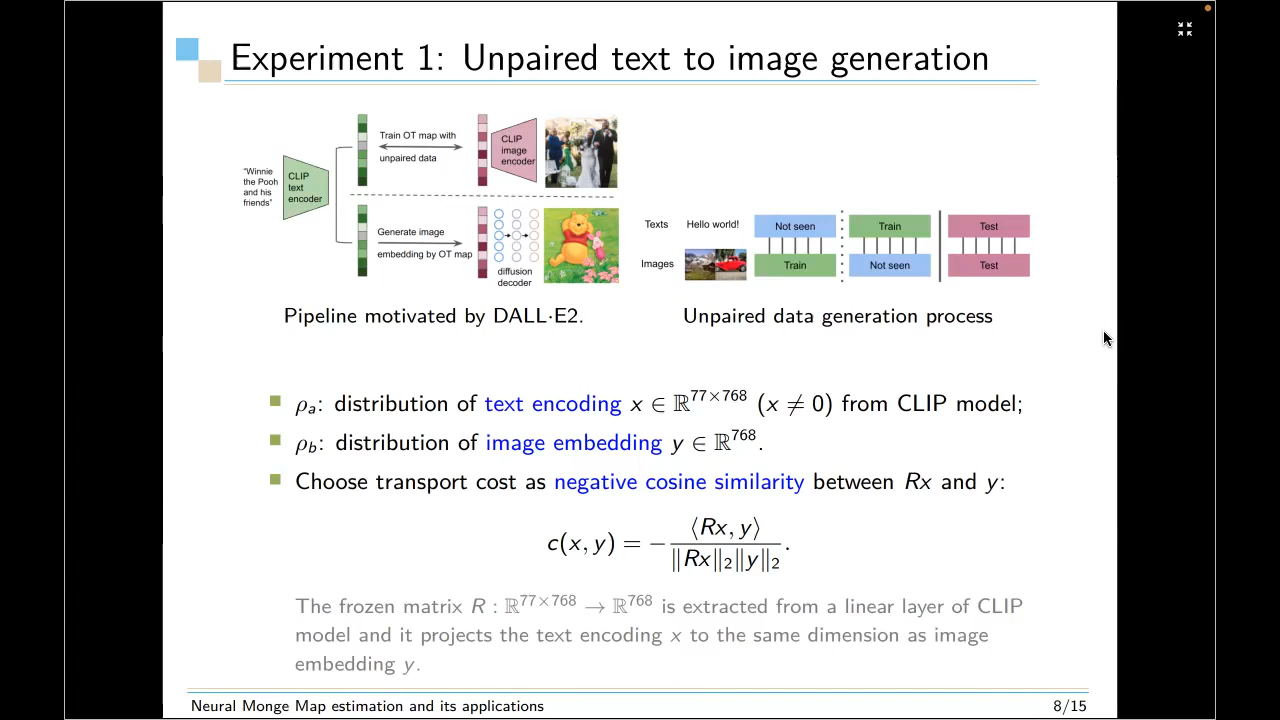 Experiment 1: Unpaired text to image generation
"Winnie
the Pooh
and his
friends"
CLIP
text
encoder
Train OT map with
unpaired data
CLIP
image
encoder
Generate image
embedding by OT map
diffusion
decoder
Pipeline motivated by DALL·E2.
Texts Hello world! Not seen Train Test
Images Train Not seen Test
Unpaired data generation process
ρa: distribution of text encoding x ∈ ℝ^77×768 (x ≠ 0) from CLIP model;
ρb: distribution of image embedding y ∈ ℝ^768.
Choose transport cost as negative cosine similarity between Rx and y:
c(x, y) = − ⟨Rx, y⟩ / ‖Rx‖₂‖y‖₂.
The frozen matrix R : ℝ^77×768 → ℝ^768 is extracted from a linear layer of CLIP
model and it projects the text encoding x to the same dimension as image
embedding y.
Neural Monge Map estimation and its applications 8/15